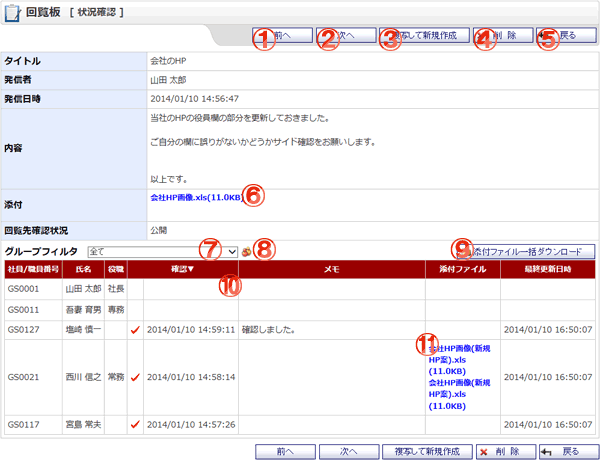 回覧板 [ 状況確認 ]
① 前へ ② 次へ ③ 複写して新規作成 ④ 削 除 ⑤ 戻る
タイトル 会社のHP
発信者 山田 太郎
発信日時 2014/01/10 14:56:47
内容 当社のHPの役員欄の部分を更新しておきました。
ご自分の欄に誤りがないかどうかサイド確認をお願いします。
以上です。
添付 会社HP画像.xls(11.0KB) ⑥
回覧先確認状況 公開
グループフィルタ 全て ⑦ ⑧ ⑨ 添付ファイル一括ダウンロード
社員/職員番号 氏名 役職 確認▼ メモ 添付ファイル 最終更新日時
⑩
GS0001 山田 太郎 社長
GS0011 吾妻 育男 専務
GS0127 塩崎 慎一 ✓ 2014/01/10 14:59:11 確認しました。 2014/01/10 16:50:07
⑪
GS0021 西川 信之 常務 ✓ 2014/01/10 14:58:14 会社HP画像(新規
HP案).xls
(11.0KB)
会社HP画像(新規
HP案).xls
(11.0KB)
2014/01/10 16:50:07
GS0117 宮島 常夫 ✓ 2014/01/10 14:57:26 2014/01/10 16:50:07
前へ 次へ 複写して新規作成 削 除 戻る